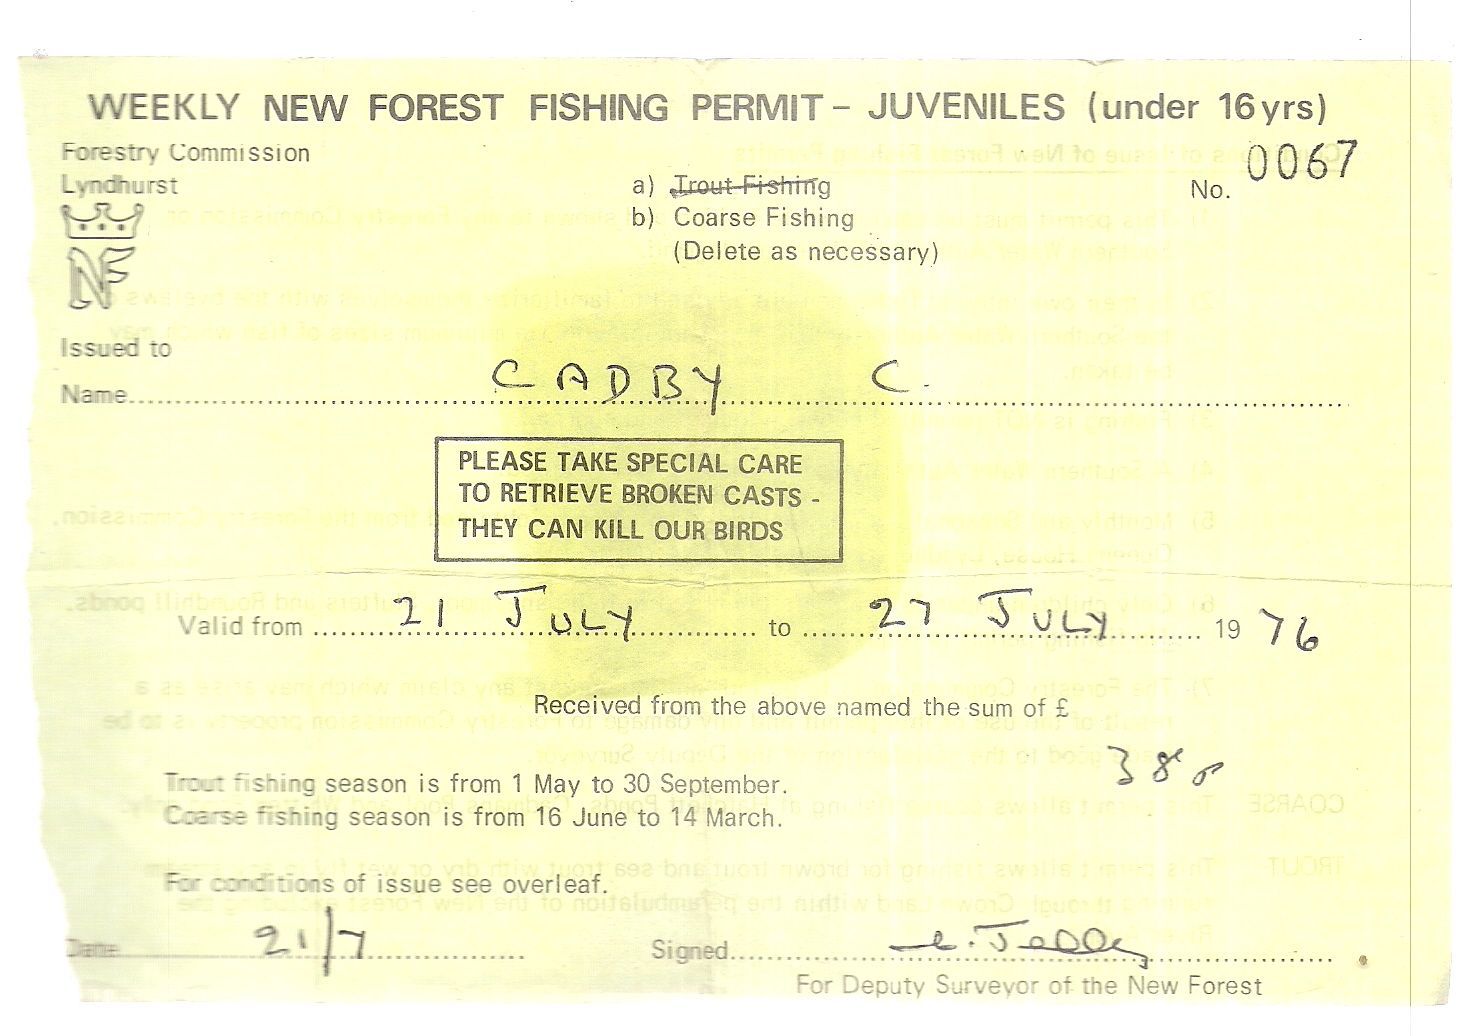 WEEKLY NEW FOREST FISHING PERMIT – JUVENILES (under 16 yrs)
Forestry Commission
Lyndhurst
a) Trout Fishing
b) Coarse Fishing
(Delete as necessary)
No. 0067
NF
Issued to
Name CADBY C.
PLEASE TAKE SPECIAL CARE
TO RETRIEVE BROKEN CASTS -
THEY CAN KILL OUR BIRDS
Valid from 21 JULY to 27 JULY 19 76
Received from the above named the sum of £
38p
Trout fishing season is from 1 May to 30 September.
Coarse fishing season is from 16 June to 14 March.
For conditions of issue see overleaf.
Date 21/7 Signed
For Deputy Surveyor of the New Forest